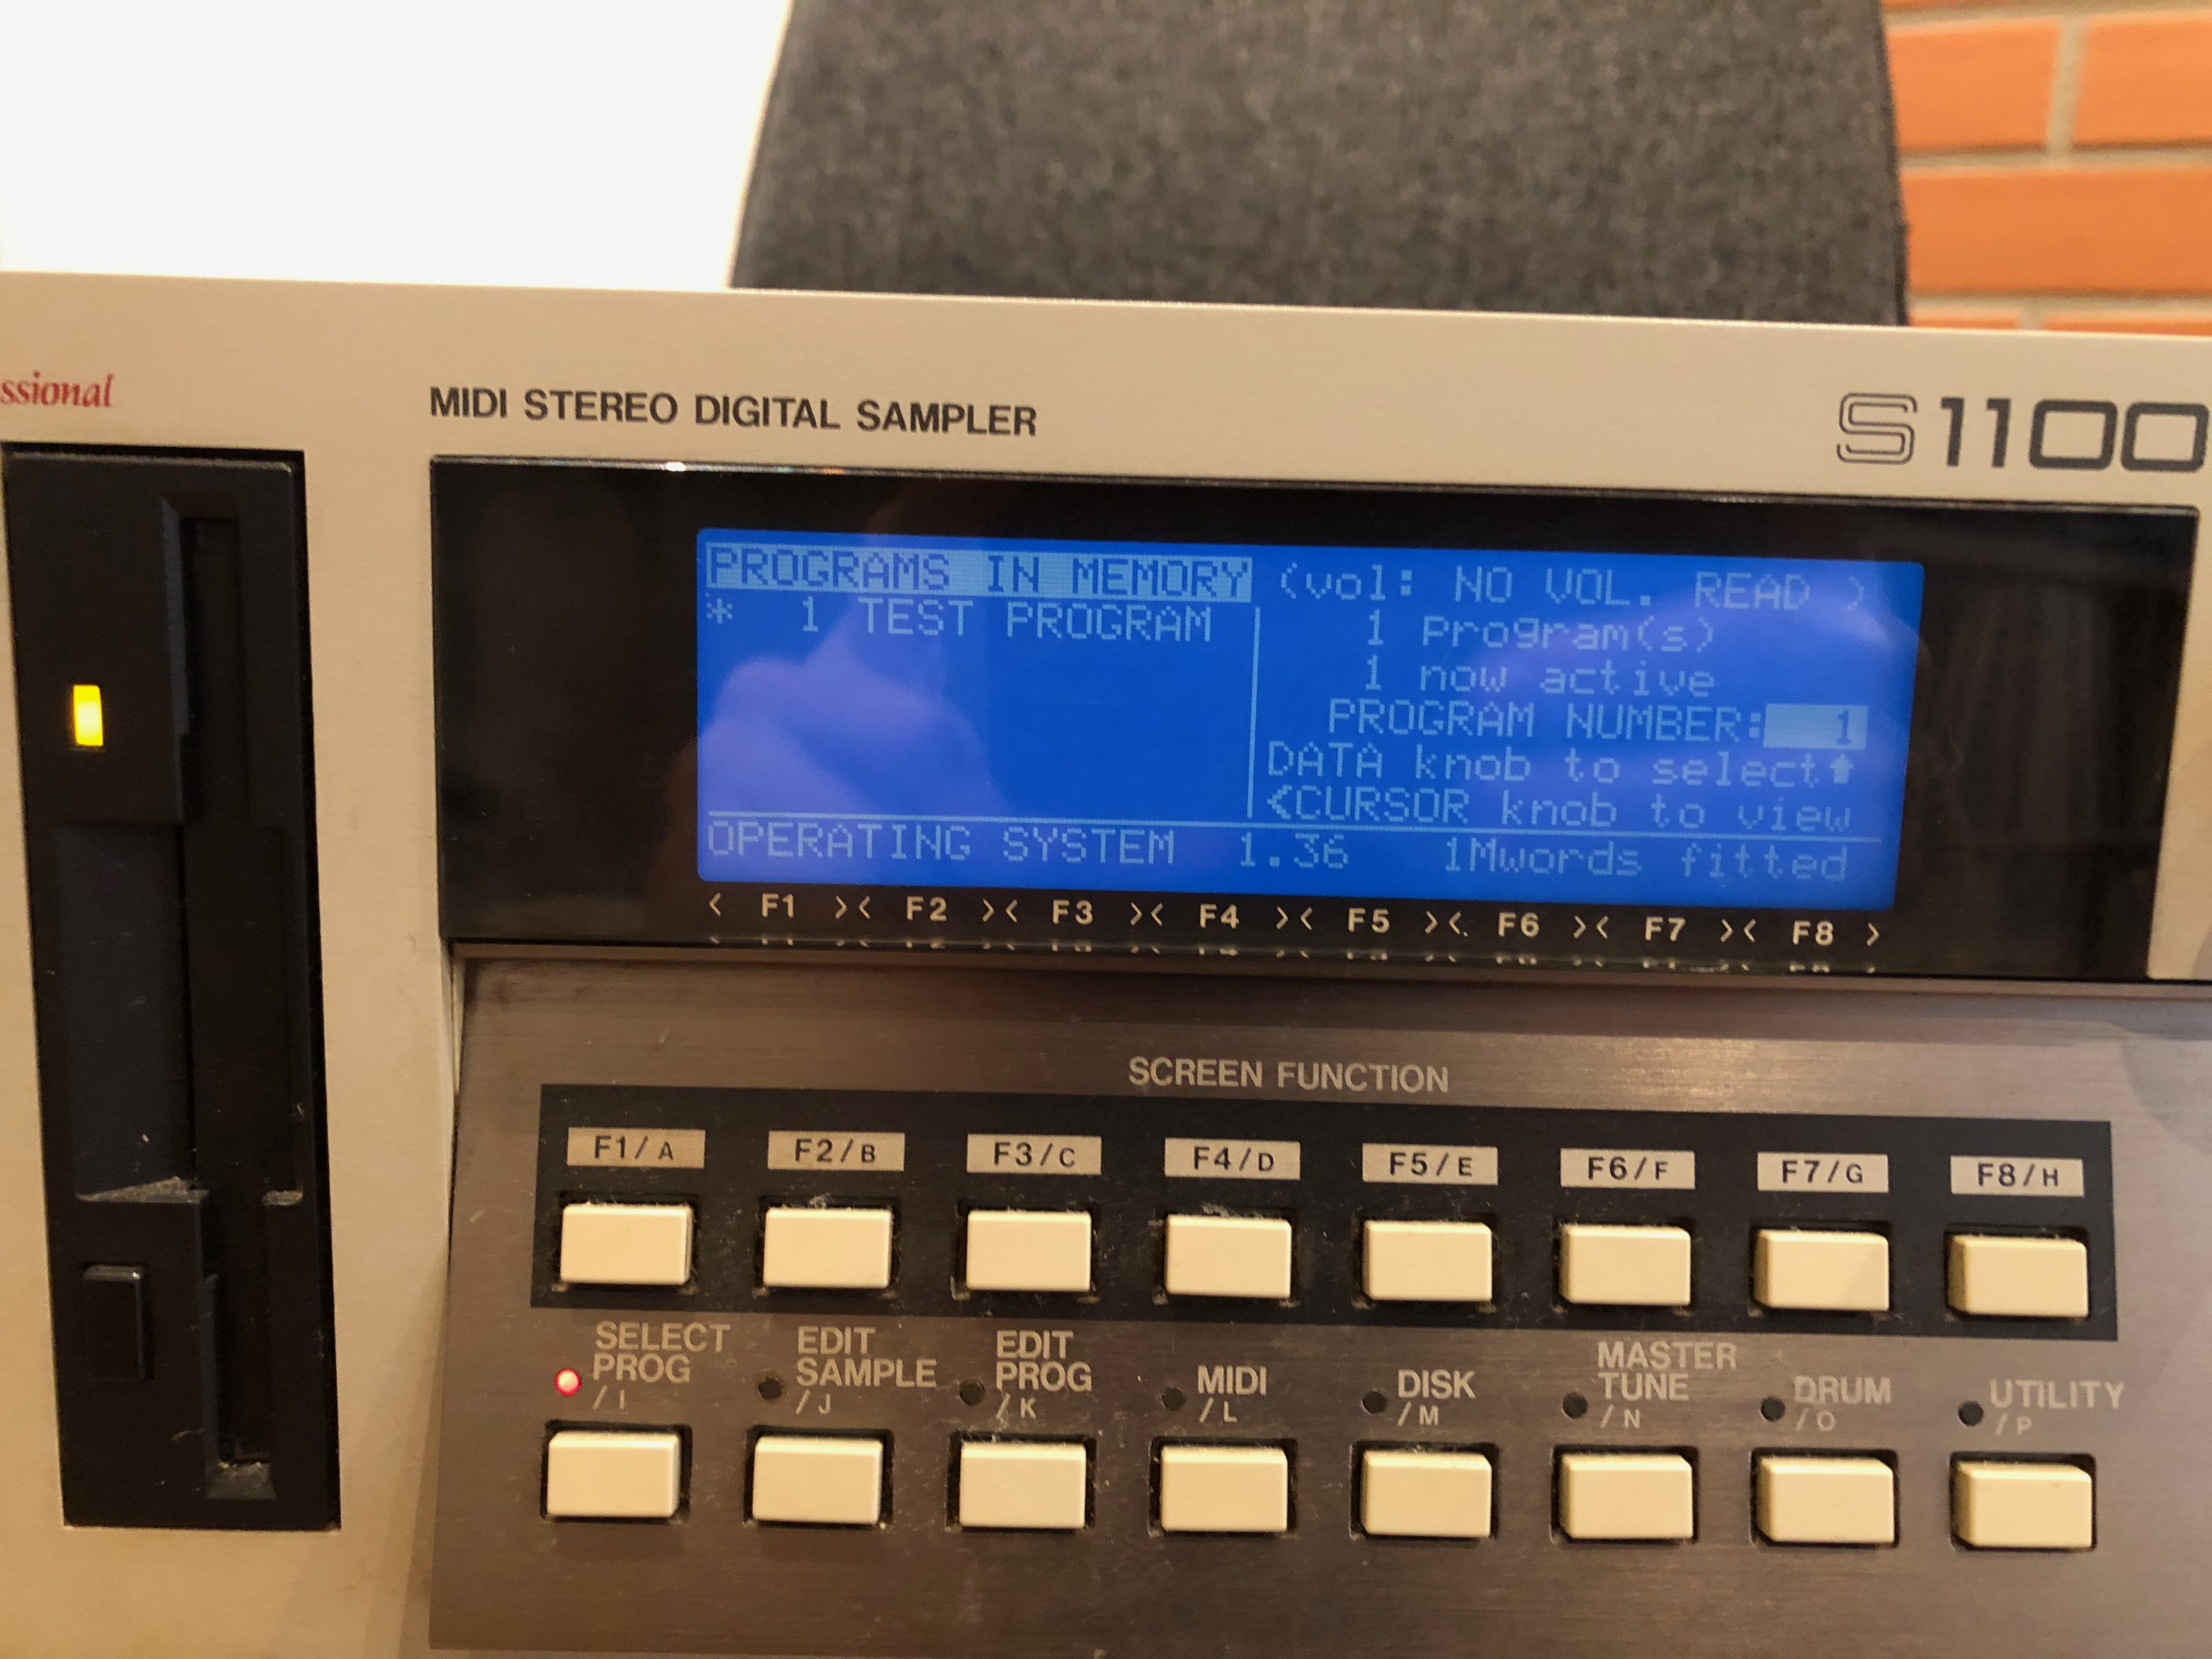 ssional
MIDI STEREO DIGITAL SAMPLER
S1100
PROGRAMS IN MEMORY (vol: NO VOL. READ )
* 1 TEST PROGRAM
1 program(s)
1 now active
PROGRAM NUMBER: 1
DATA knob to select
<CURSOR knob to view
OPERATING SYSTEM 1.36 1Mwords fitted
< F1 >< F2 >< F3 >< F4 >< F5 >< F6 >< F7 >< F8 >
SCREEN FUNCTION
F1/A F2/B F3/C F4/D F5/E F6/F F7/G F8/H
SELECT PROG /I
EDIT SAMPLE /J
EDIT PROG /K
MIDI /L
DISK /M
MASTER TUNE /N
DRUM /O
UTILITY /P